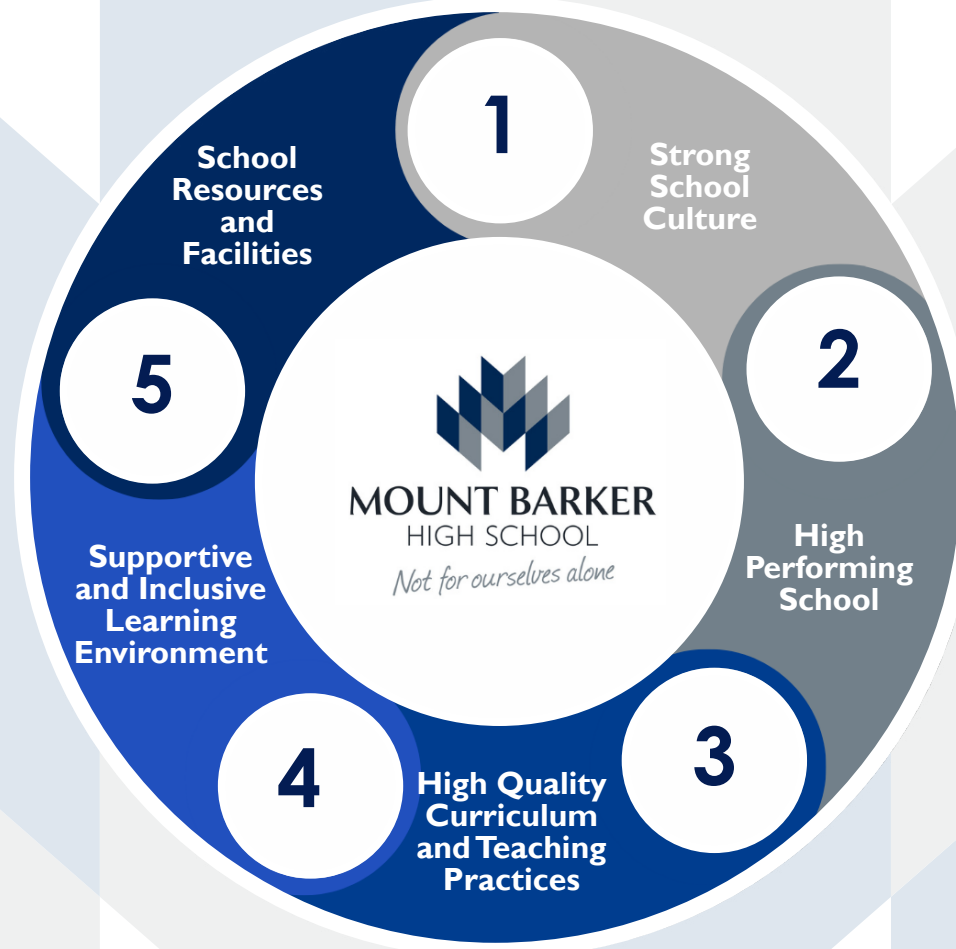 1
Strong
School
Culture
2
High
Performing
School
3
High Quality
Curriculum
and Teaching
Practices
4
Supportive
and Inclusive
Learning
Environment
5
School
Resources
and
Facilities
MOUNT BARKER
HIGH SCHOOL
Not for ourselves alone